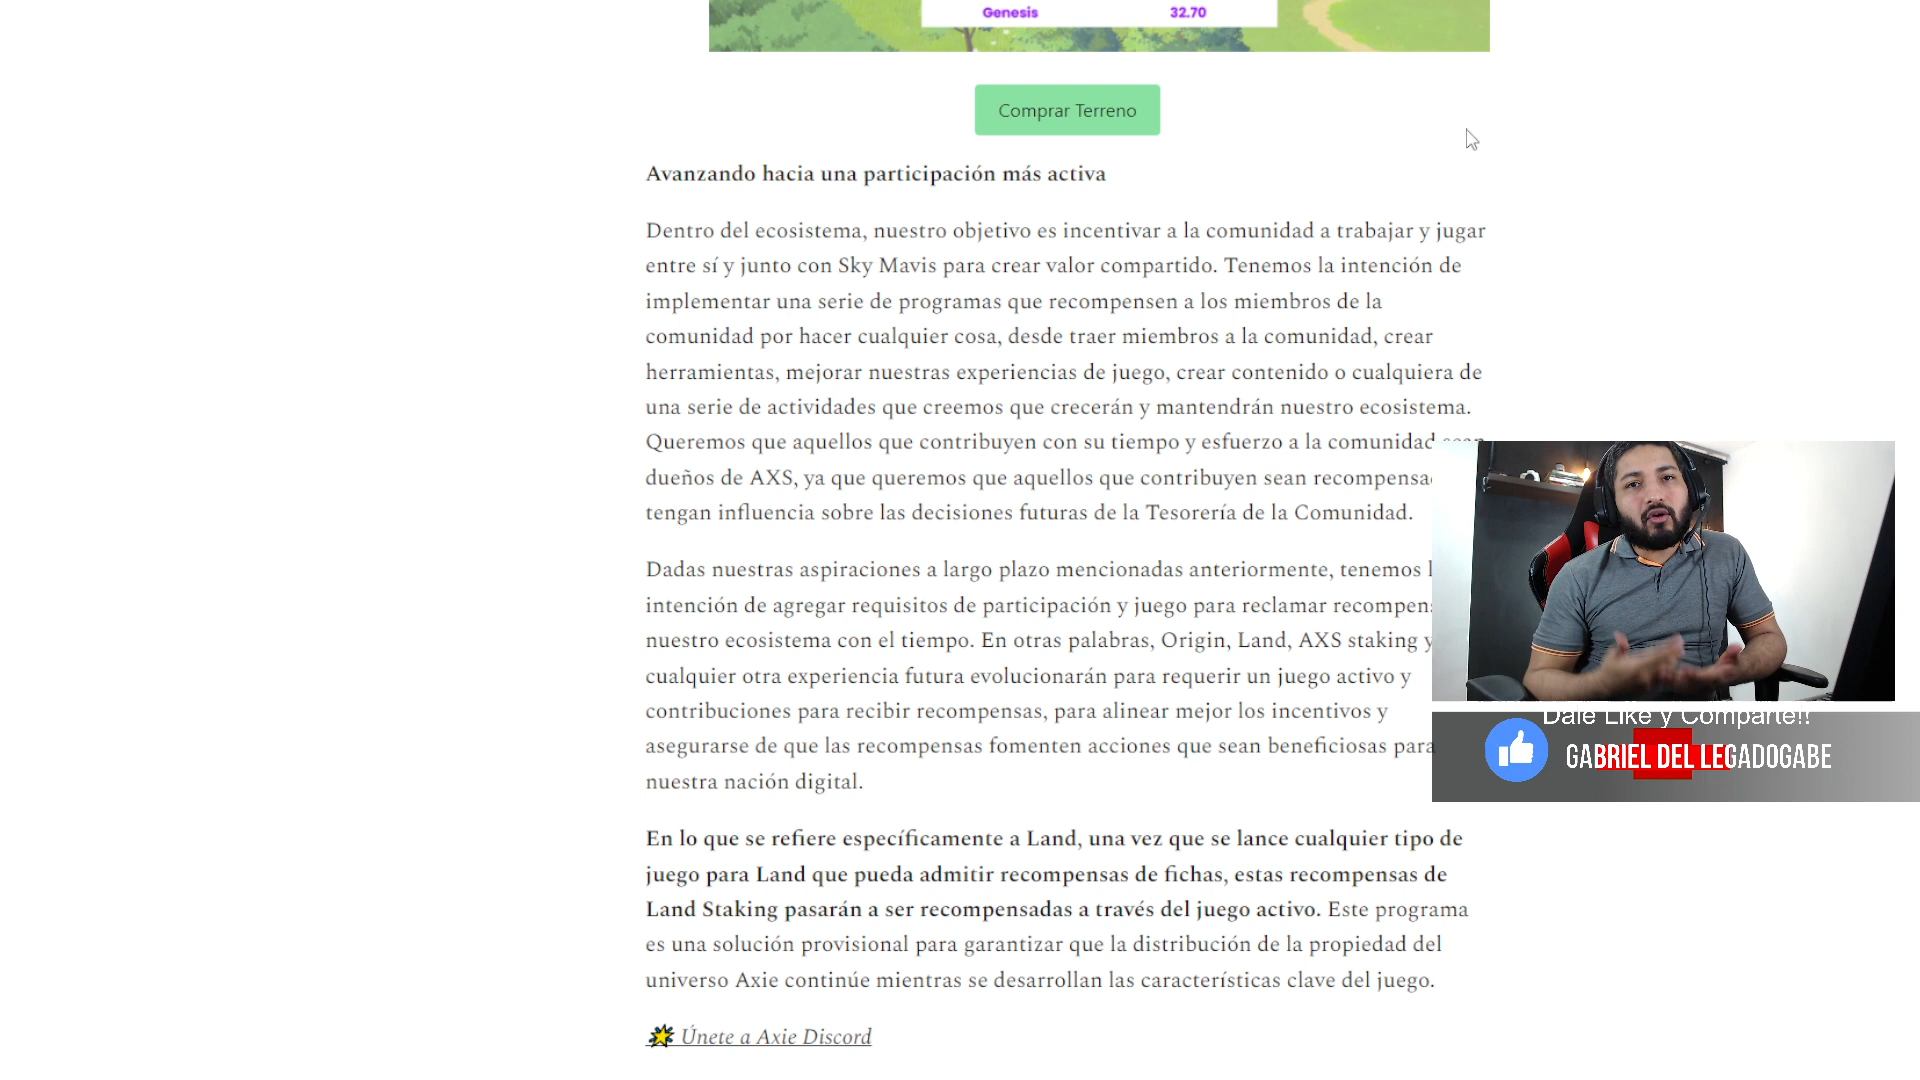 Genesis 32.70
Comprar Terreno
Avanzando hacia una participación más activa
Dentro del ecosistema, nuestro objetivo es incentivar a la comunidad a trabajar y jugar
entre sí y junto con Sky Mavis para crear valor compartido. Tenemos la intención de
implementar una serie de programas que recompensen a los miembros de la
comunidad por hacer cualquier cosa, desde traer miembros a la comunidad, crear
herramientas, mejorar nuestras experiencias de juego, crear contenido o cualquiera de
una serie de actividades que creemos que crecerán y mantendrán nuestro ecosistema.
Queremos que aquellos que contribuyen con su tiempo y esfuerzo a la comunidad
dueños de AXS, ya que queremos que aquellos que contribuyen sean
tengan influencia sobre las decisiones futuras de la Tesorería de la Comunidad.
Dadas nuestras aspiraciones a largo plazo mencionadas anteriormente, tenemos
intención de agregar requisitos de participación y juego para reclamar
nuestro ecosistema con el tiempo. En otras palabras, Origin, Land, AXS staking y
cualquier otra experiencia futura evolucionarán para requerir un juego activo y
contribuciones para recibir recompensas, para alinear mejor los incentivos y
asegurarse de que las recompensas fomenten acciones que sean beneficiosas para
nuestra nación digital.
En lo que se refiere específicamente a Land, una vez que se lance cualquier tipo de
juego para Land que pueda admitir recompensas de fichas, estas recompensas de
Land Staking pasarán a ser recompensadas a través del juego activo. Este programa
es una solución provisional para garantizar que la distribución de la propiedad del
universo Axie continúe mientras se desarrollan las características clave del juego.
Únete a Axie Discord
Dale Like y Comparte!!
GABRIEL DEL LEGADOGABE